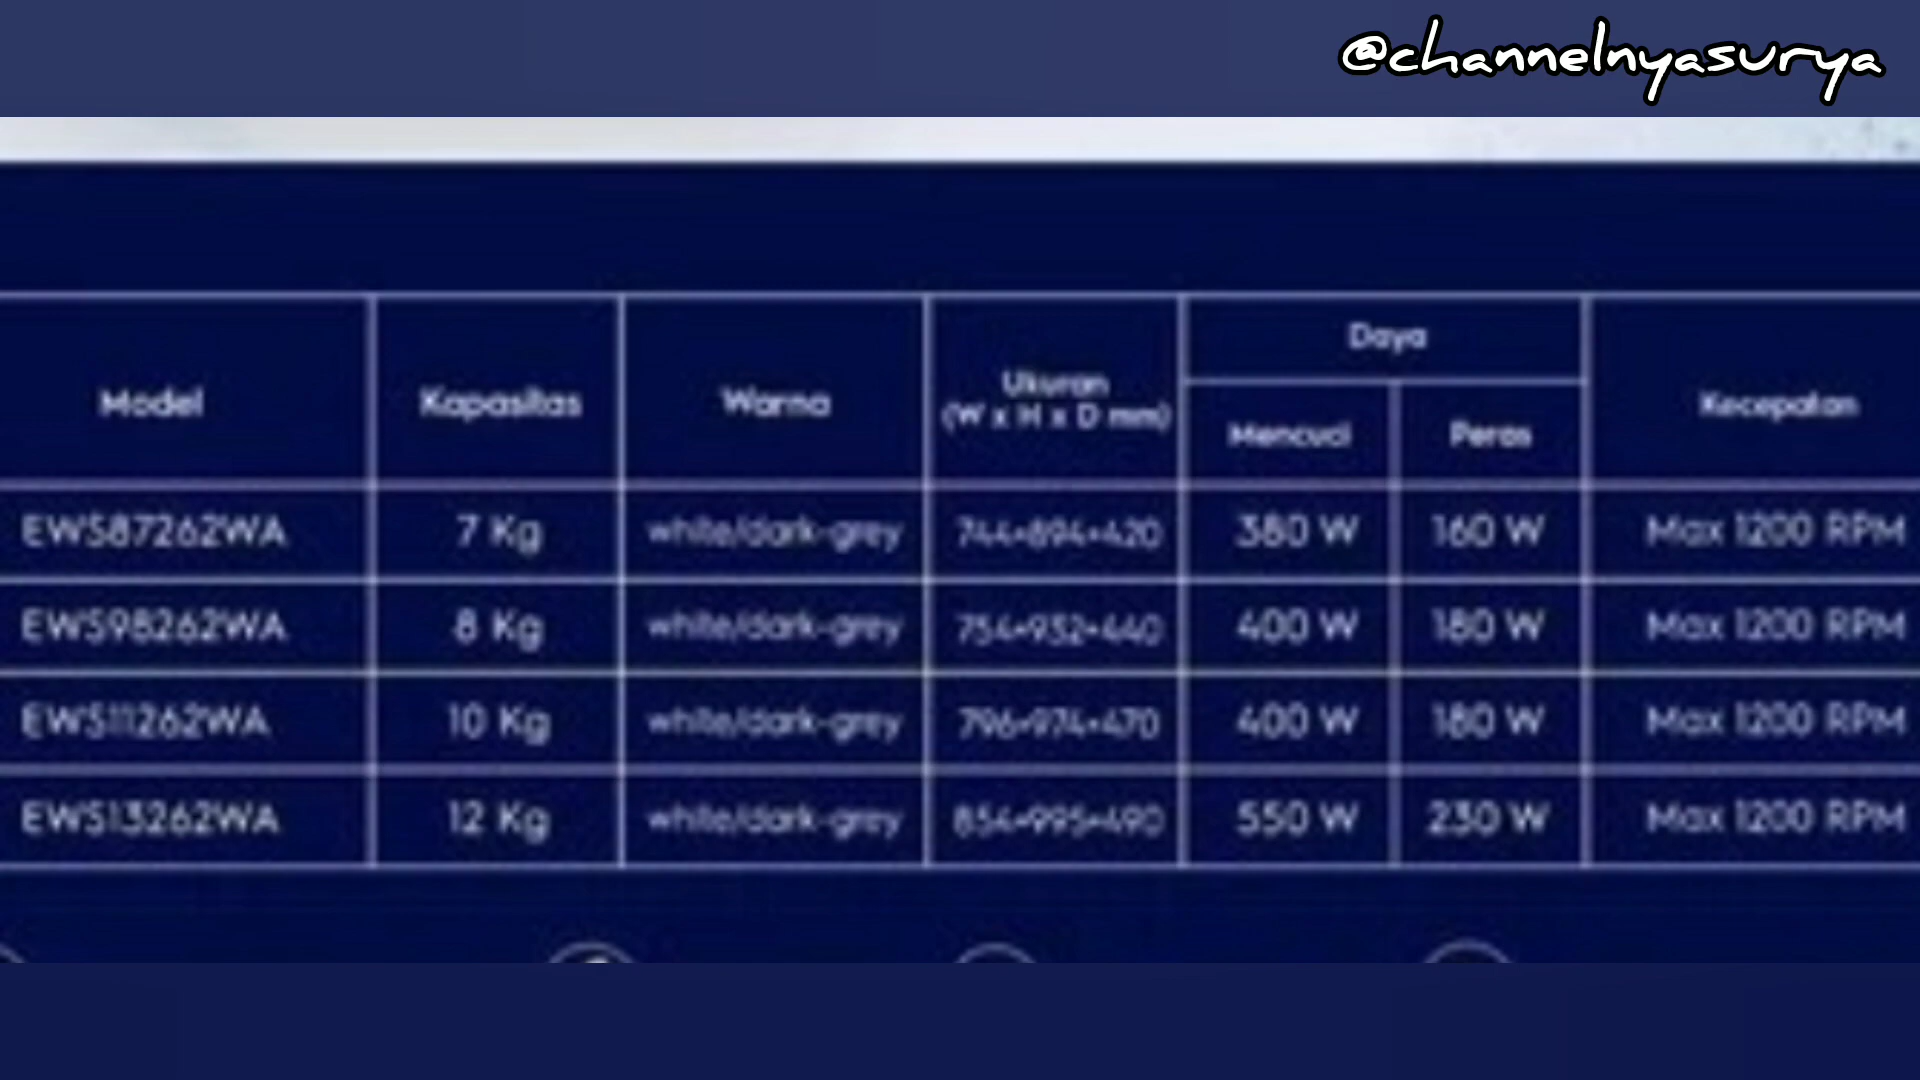 @channelnyasurya
Daya
Model Kapasitas Warna Ukuran Kecepatan
(W x H x D mm)
Mencuci Peras
EWS87262WA 7 Kg white/dark-grey 744×894×420 380 W 160 W Max 1200 RPM
EWS98262WA 8 Kg white/dark-grey 754×932×440 400 W 180 W Max 1200 RPM
EWS11262WA 10 Kg white/dark-grey 796×974×470 400 W 180 W Max 1200 RPM
EWS13262WA 12 Kg white/dark-grey 854×995×490 550 W 230 W Max 1200 RPM